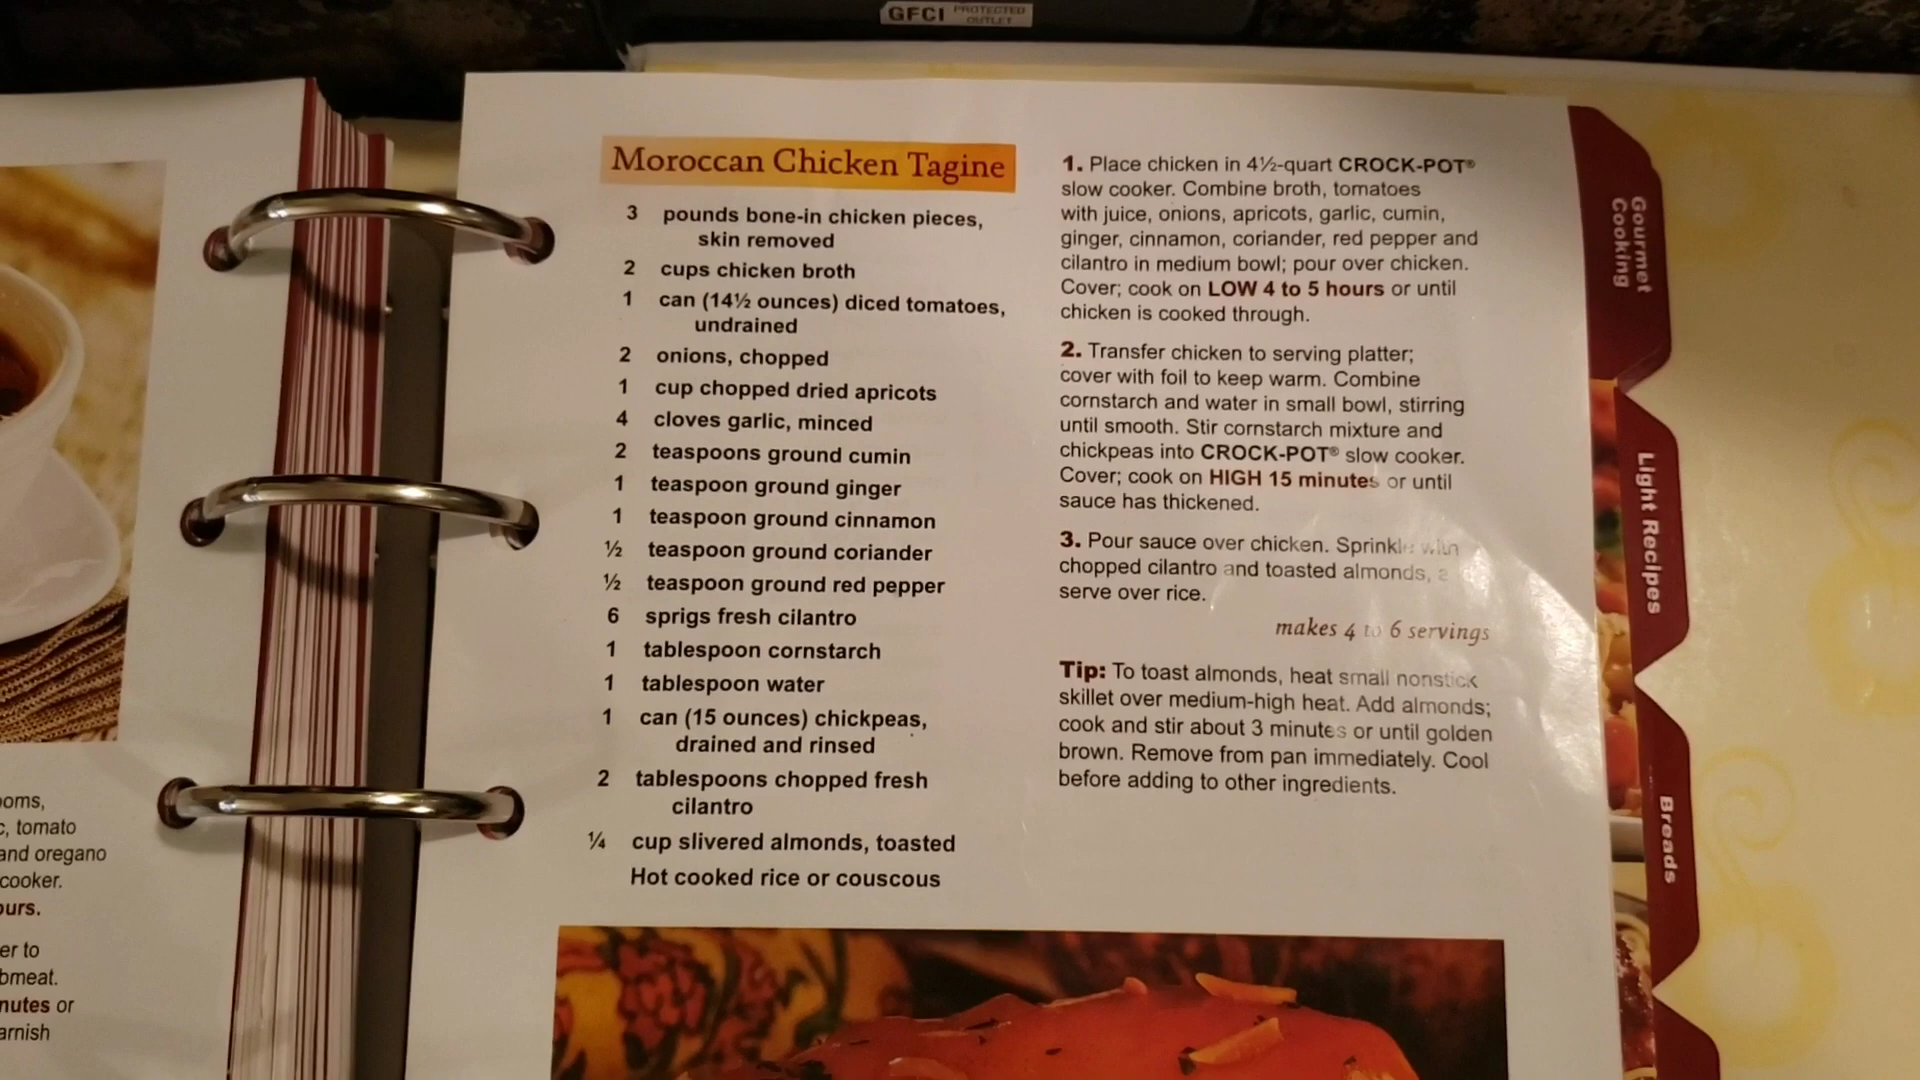 GFCI PROTECTED
OUTLET
Moroccan Chicken Tagine
3 pounds bone-in chicken pieces,
skin removed
2 cups chicken broth
1 can (14½ ounces) diced tomatoes,
undrained
2 onions, chopped
1 cup chopped dried apricots
4 cloves garlic, minced
2 teaspoons ground cumin
1 teaspoon ground ginger
1 teaspoon ground cinnamon
½ teaspoon ground coriander
½ teaspoon ground red pepper
6 sprigs fresh cilantro
1 tablespoon cornstarch
1 tablespoon water
1 can (15 ounces) chickpeas,
drained and rinsed
2 tablespoons chopped fresh
cilantro
¼ cup slivered almonds, toasted
Hot cooked rice or couscous
1. Place chicken in 4½-quart CROCK-POT®
slow cooker. Combine broth, tomatoes
with juice, onions, apricots, garlic, cumin,
ginger, cinnamon, coriander, red pepper and
cilantro in medium bowl; pour over chicken.
Cover; cook on LOW 4 to 5 hours or until
chicken is cooked through.
2. Transfer chicken to serving platter;
cover with foil to keep warm. Combine
cornstarch and water in small bowl, stirring
until smooth. Stir cornstarch mixture and
chickpeas into CROCK-POT® slow cooker.
Cover; cook on HIGH 15 minutes or until
sauce has thickened.
3. Pour sauce over chicken. Sprinkle with
chopped cilantro and toasted almonds,
serve over rice.
makes 4 to 6 servings
Tip: To toast almonds, heat small nonstick
skillet over medium-high heat. Add almonds;
cook and stir about 3 minutes or until golden
brown. Remove from pan immediately. Cool
before adding to other ingredients.
Gourmet
Cooking
Light Recipes
Breads
ooms,
c, tomato
and oregano
cooker.
ours.
er to
bmeat.
nutes or
arnish